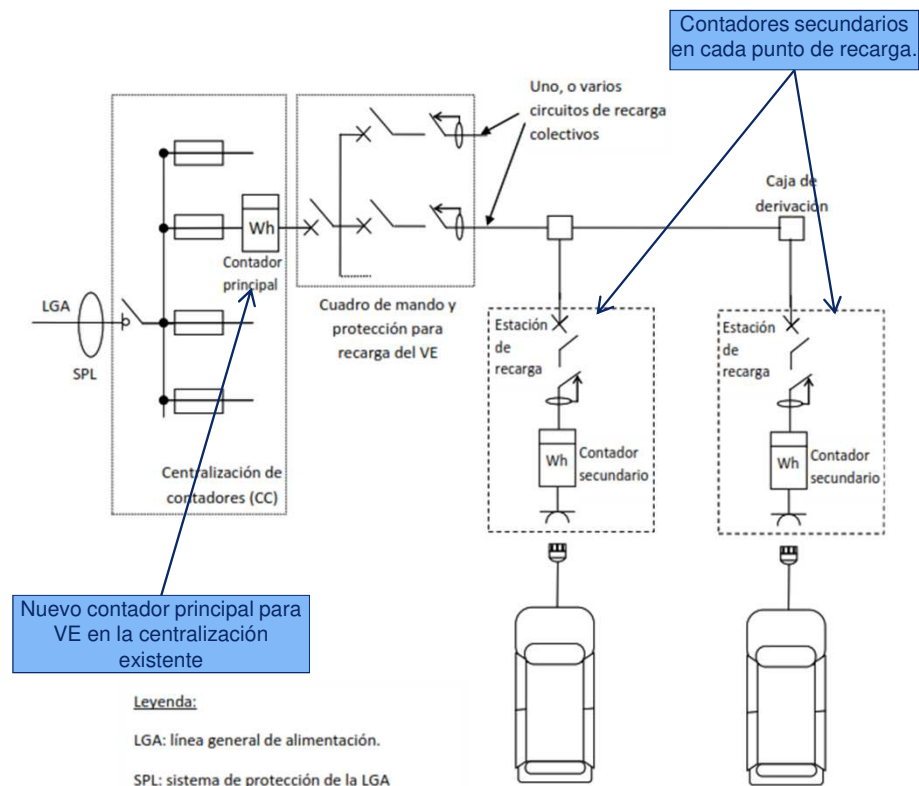 Contadores secundarios
en cada punto de recarga.
Uno, o varios
circuitos de recarga
colectivos
Caja de
derivación
Wh
Contador
principal
LGA
SPL
Cuadro de mando y
protección para
recarga del VE
Centralización de
contadores (CC)
Estación
de
recarga
Wh
Contador
secundario
Estación
de
recarga
Wh
Contador
secundario
Nuevo contador principal para
VE en la centralización
existente
Leyenda:
LGA: línea general de alimentación.
SPL: sistema de protección de la LGA